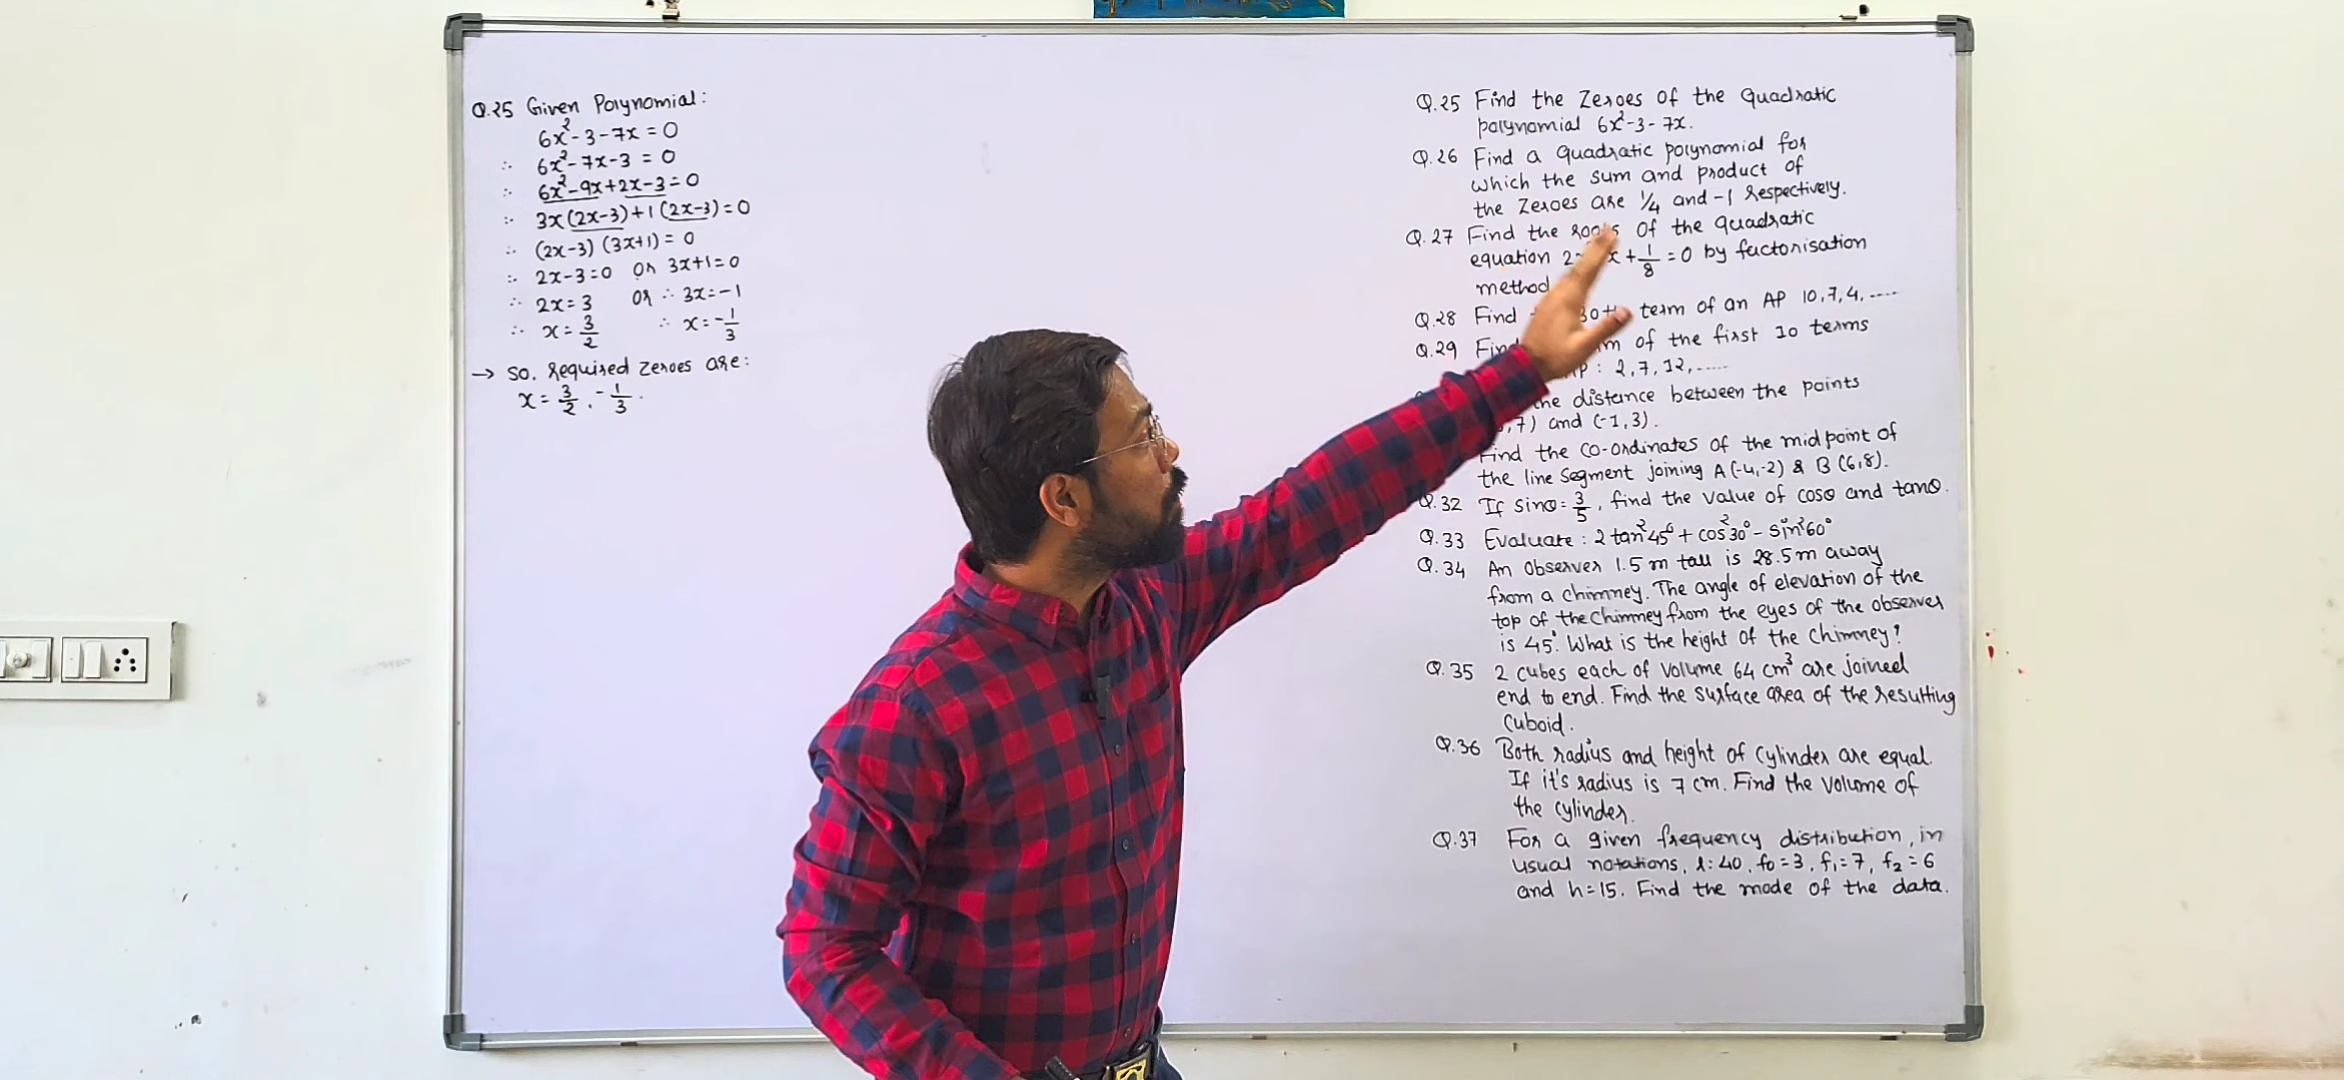 Q.25 Given Polynomial:
6x²-3-7x = 0
∴ 6x²-7x-3 = 0
∴ 6x²-9x+2x-3=0
∴ 3x(2x-3)+1(2x-3)=0
∴ (2x-3) (3x+1) = 0
∴ 2x-3=0 or 3x+1=0
∴ 2x=3 or ∴ 3x=-1
∴ x=3/2 ∴ x=-1/3
→ So. required zeroes are:
x = 3/2, -1/3.
Q.25 Find the Zeroes of the Quadratic
polynomial 6x²-3-7x.
Q.26 Find a Quadratic polynomial for
which the sum and product of
the zeroes are 1/4 and -1 respectively.
Q.27 Find the roots of the quadratic
equation 2 x + 1/8 = 0 by factorisation
method
Q.28 Find 30th term of an AP 10,7,4,.....
Q.29 Find of the first 10 terms
AP: 2,7,12,.....
the distance between the points
,7) and (-1,3).
Find the co-ordinates of the midpoint of
the line segment joining A(-4,-2) & B(6,8).
Q.32 If sinθ=3/5, find the value of cosθ and tanθ.
Q.33 Evaluate: 2tan²45°+cos²30°-sin²60°
Q.34 An observer 1.5m tall is 28.5m away
from a chimney. The angle of elevation of the
top of the chimney from the eyes of the observer
is 45°. What is the height of the chimney?
Q.35 2 cubes each of volume 64 cm³ are joined
end to end. Find the surface area of the resulting
cuboid.
Q.36 Both radius and height of cylinder are equal.
If it's radius is 7 cm. Find the volume of
the cylinder.
Q.37 For a given frequency distribution, in
usual notations, l=40, f0=3, f1=7, f2=6
and h=15. Find the mode of the data.